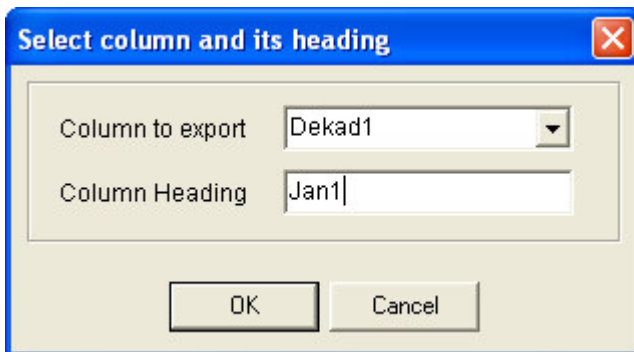 Select column and its heading
Column to export Dekad1
Column Heading Jan1
OK Cancel